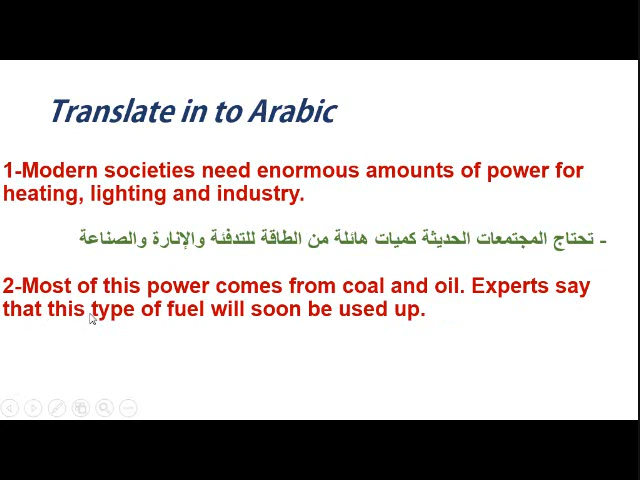 Translate in to Arabic
1-Modern societies need enormous amounts of power for
heating, lighting and industry.
- تحتاج المجتمعات الحديثة كميات هائلة من الطاقة للتدفئة والإنارة والصناعة
2-Most of this power comes from coal and oil. Experts say
that this type of fuel will soon be used up.